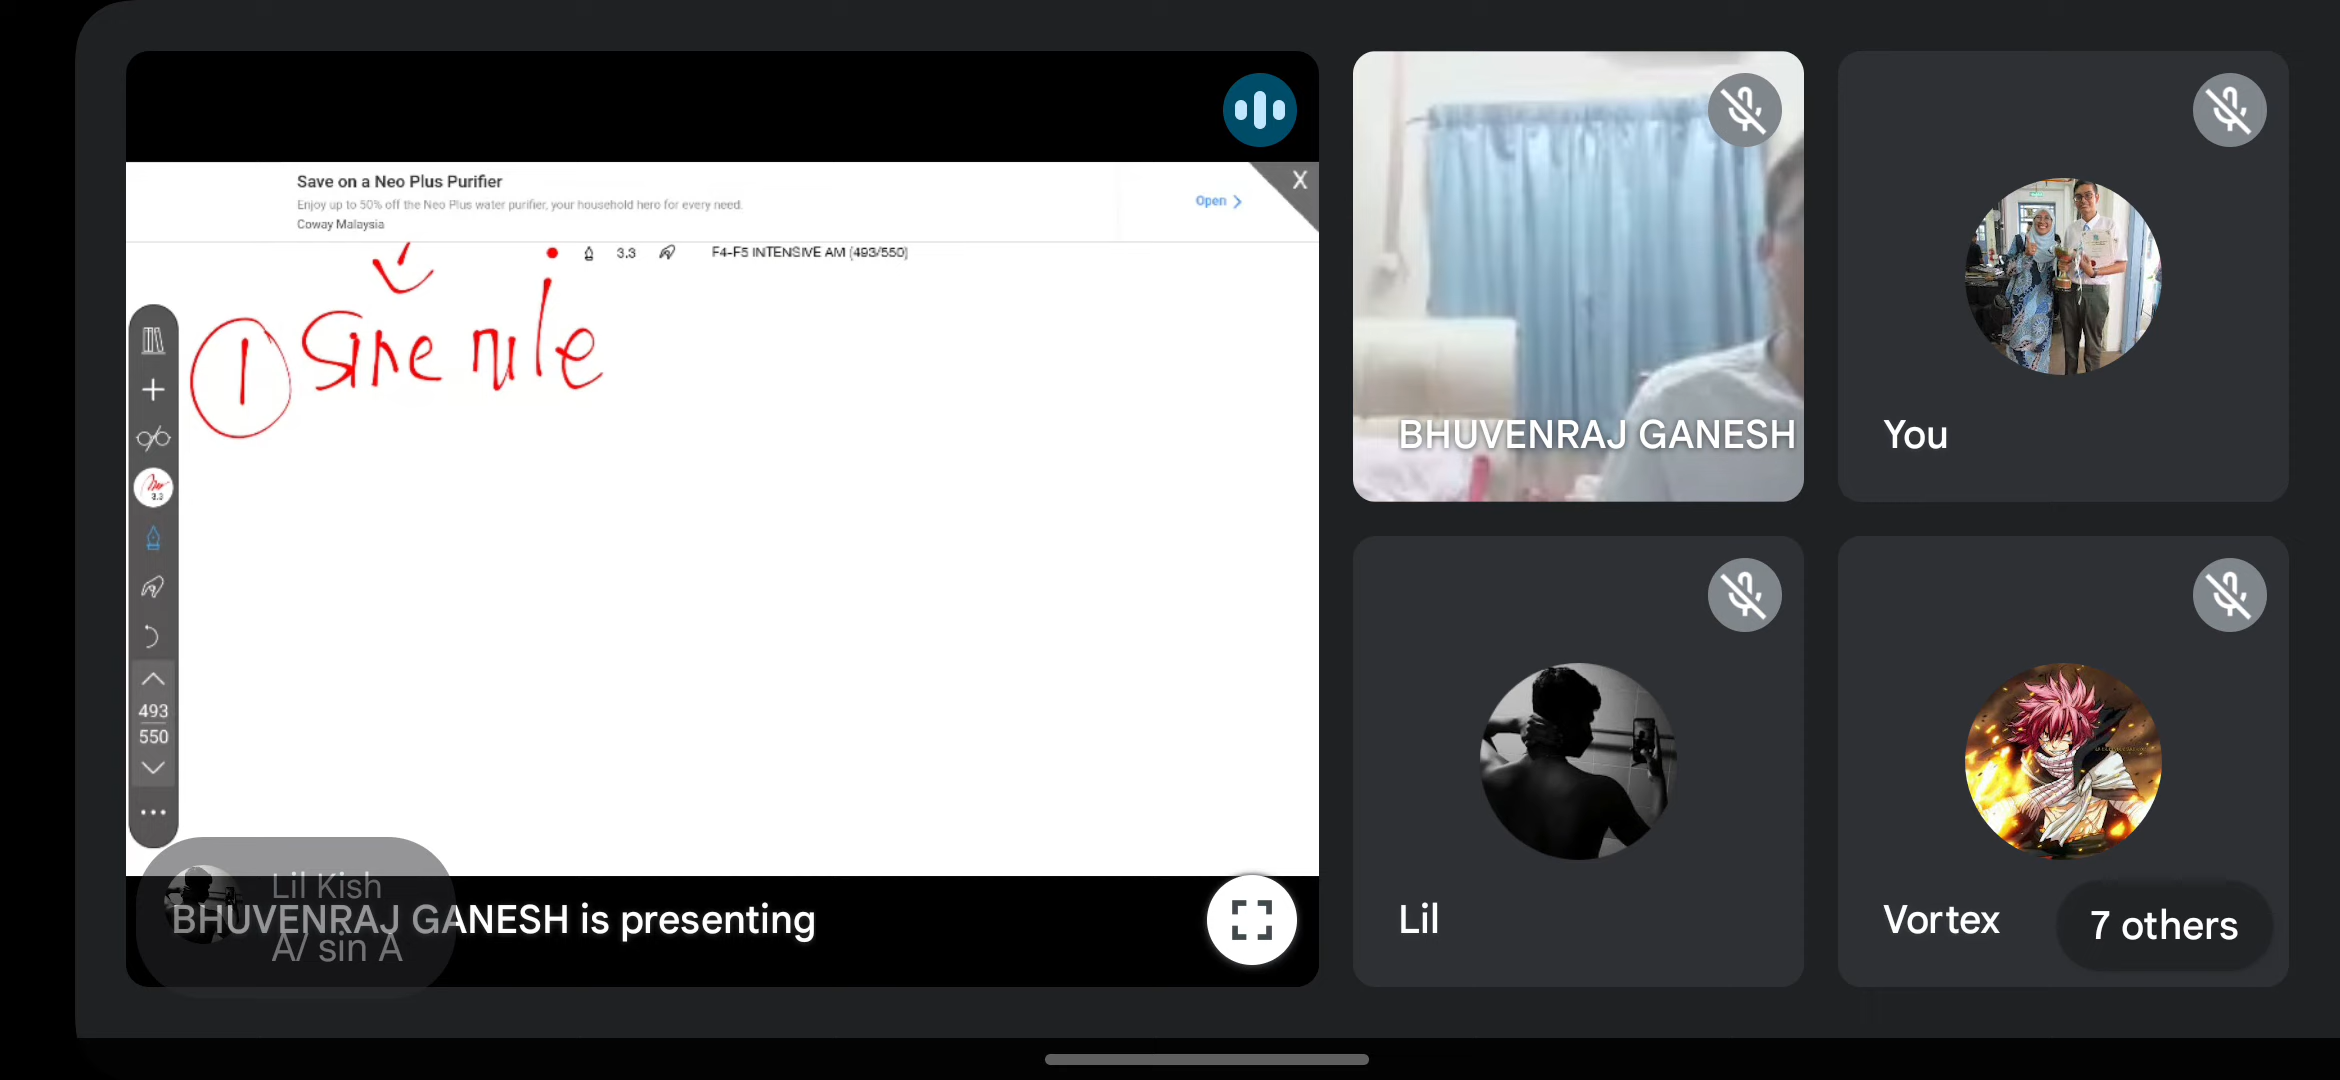 Save on a Neo Plus Purifier
Enjoy up to 50% off the Neo Plus water purifier, your household hero for every need.
Coway Malaysia
Open
X
3.3
F4-F5 INTENSIVE AM (493/550)
1 Sine rule
3.3
493
550
Lil Kish
BHUVENRAJ GANESH is presenting
A/ sin A
BHUVENRAJ GANESH
You
Lil
Vortex
7 others